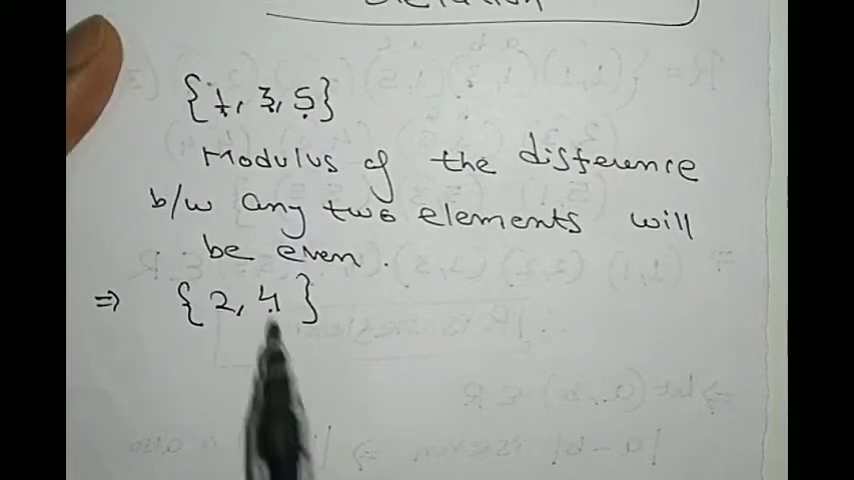 {1, 3, 5}
Modulus of the difference
b/w any two elements will
be even.
⇒ {2, 4}